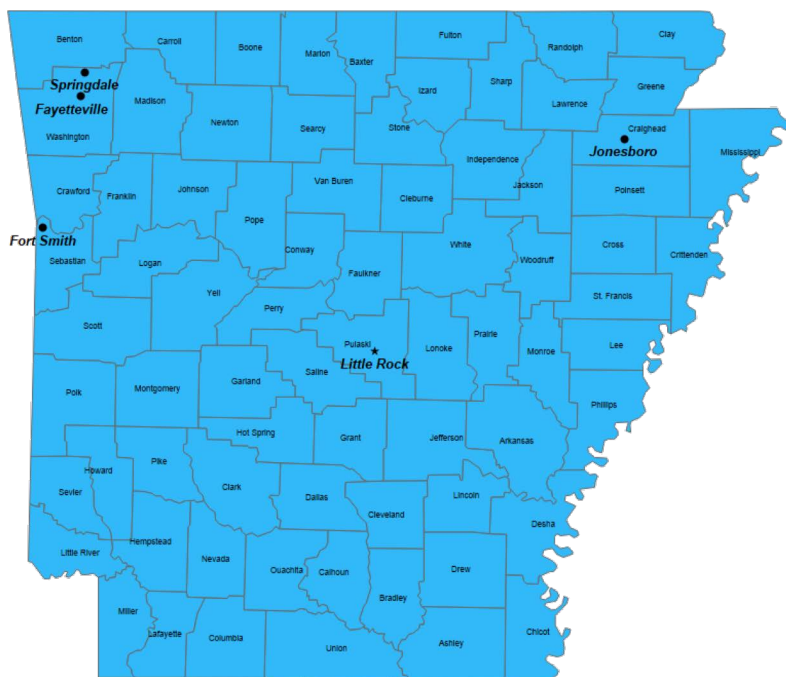 Benton
Carroll
Boone
Marion
Baxter
Fulton
Randolph
Clay
Springdale
Fayetteville
Madison
Newton
Searcy
Stone
Izard
Sharp
Lawrence
Greene
Washington
Craighead
Jonesboro
Mississippi
Independence
Jackson
Crawford
Franklin
Johnson
Pope
Van Buren
Cleburne
Poinsett
Fort Smith
Sebastian
Logan
Conway
Faulkner
White
Woodruff
Cross
Crittenden
Yell
Perry
St. Francis
Scott
Pulaski
Little Rock
Lonoke
Prairie
Monroe
Lee
Polk
Montgomery
Garland
Saline
Phillips
Hot Spring
Grant
Jefferson
Arkansas
Howard
Pike
Sevier
Clark
Dallas
Cleveland
Lincoln
Desha
Little River
Hempstead
Nevada
Ouachita
Calhoun
Bradley
Drew
Miller
Lafayette
Columbia
Union
Ashley
Chicot